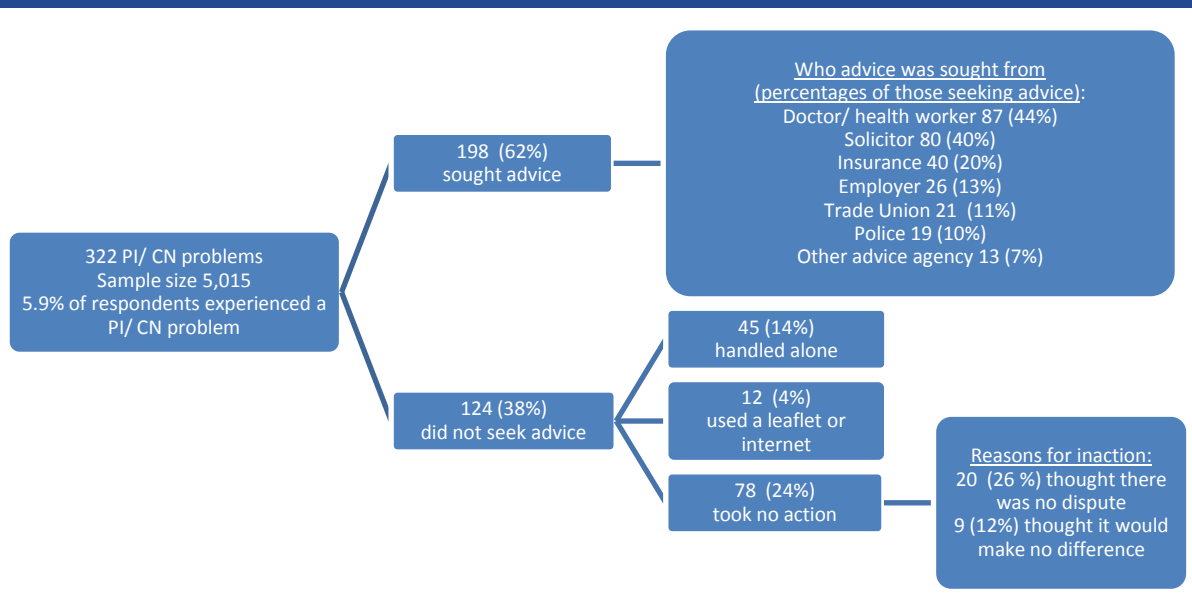 322 PI/ CN problems
Sample size 5,015
5.9% of respondents experienced a
PI/ CN problem
198 (62%)
sought advice
Who advice was sought from
(percentages of those seeking advice):
Doctor/ health worker 87 (44%)
Solicitor 80 (40%)
Insurance 40 (20%)
Employer 26 (13%)
Trade Union 21 (11%)
Police 19 (10%)
Other advice agency 13 (7%)
124 (38%)
did not seek advice
45 (14%)
handled alone
12 (4%)
used a leaflet or
internet
78 (24%)
took no action
Reasons for inaction:
20 (26 %) thought there
was no dispute
9 (12%) thought it would
make no difference